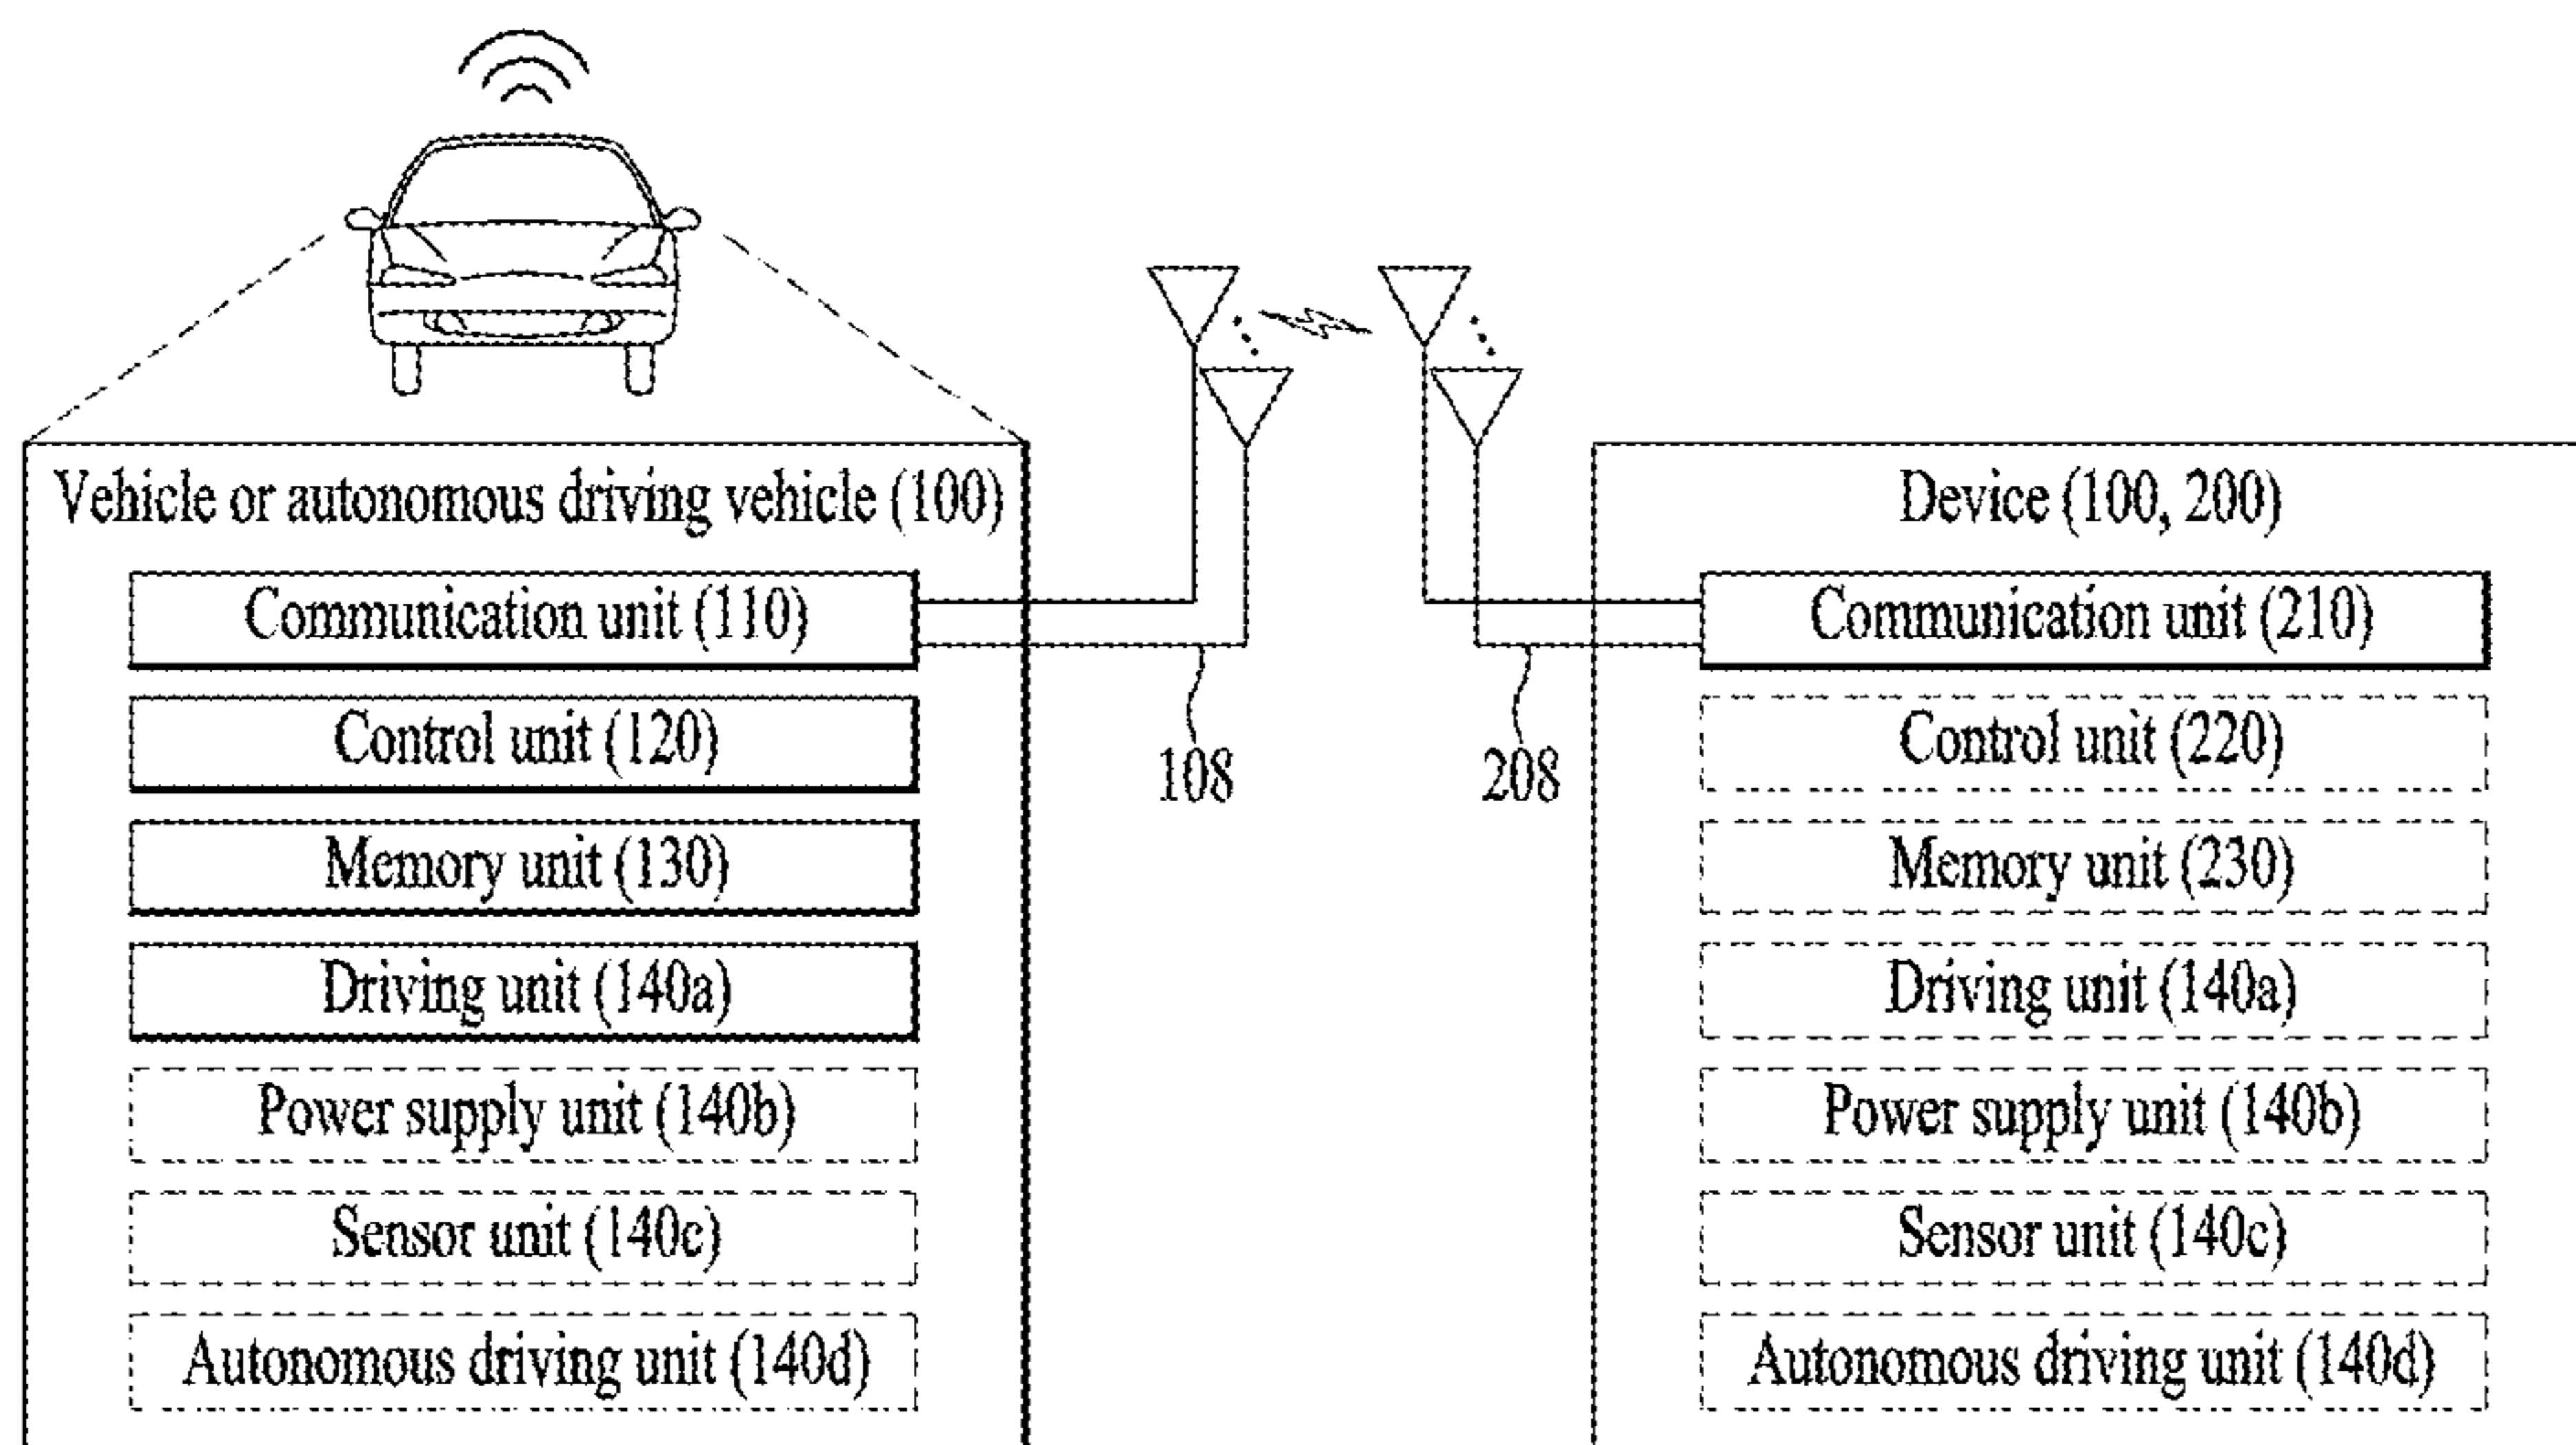 Vehicle or autonomous driving vehicle (100)
Communication unit (110)
Control unit (120)
Memory unit (130)
Driving unit (140a)
Power supply unit (140b)
Sensor unit (140c)
Autonomous driving unit (140d)
108
208
Device (100, 200)
Communication unit (210)
Control unit (220)
Memory unit (230)
Driving unit (140a)
Power supply unit (140b)
Sensor unit (140c)
Autonomous driving unit (140d)